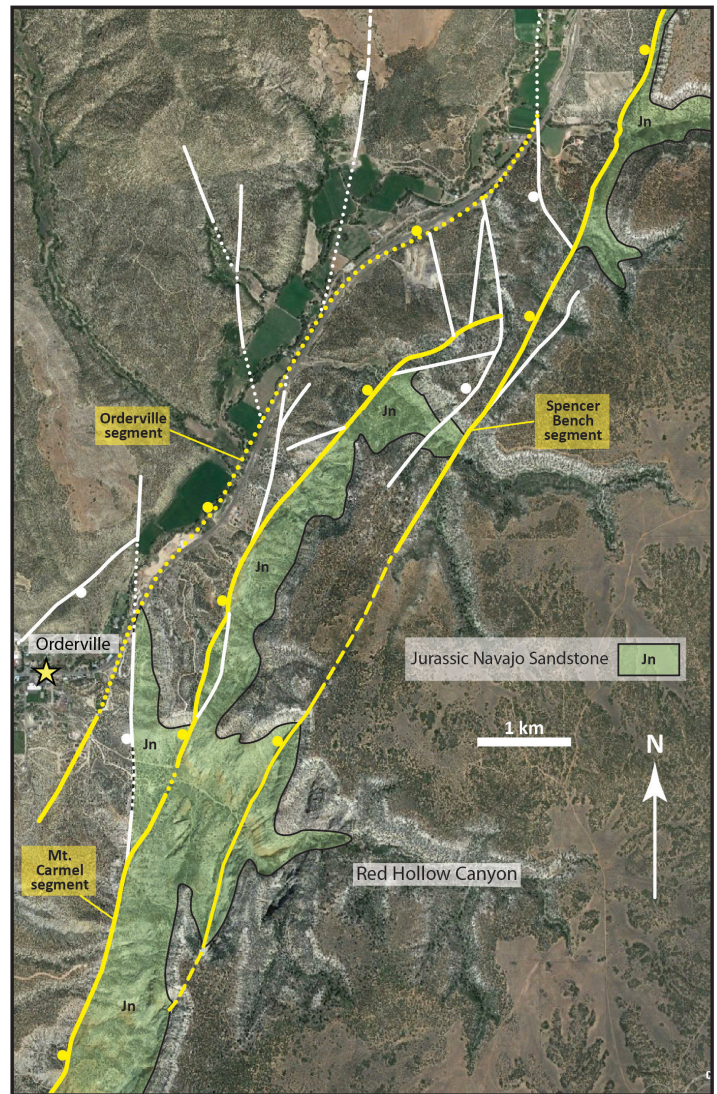 Jn
Orderville
segment
Spencer
Bench
segment
Jn
Jn
Orderville
Jurassic Navajo Sandstone
Jn
1 km
N
Jn
Mt.
Carmel
segment
Red Hollow Canyon
Jn